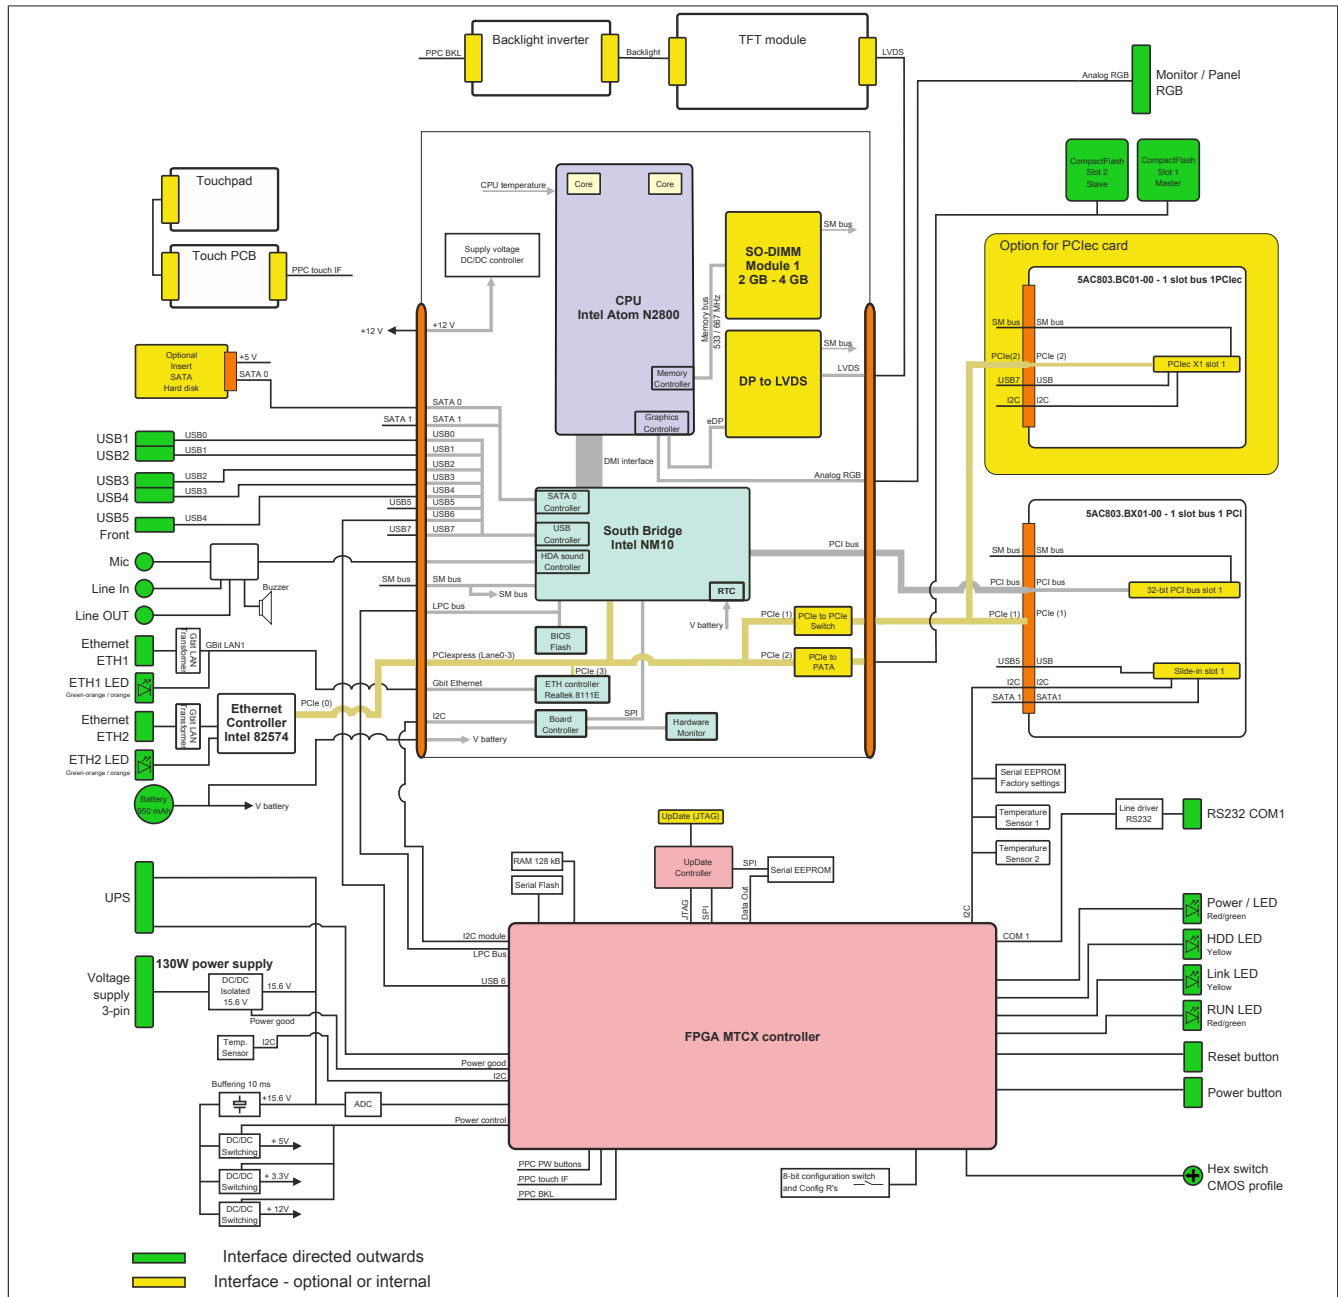 Backlight inverter
TFT module
PPC BKL
Backlight
LVDS
Analog RGB
Monitor / Panel
RGB
CompactFlash
Slot 2
Slave
CompactFlash
Slot 1
Master
Touchpad
Touch PCB
PPC touch IF
CPU temperature
Core
Core
CPU
Intel Atom N2800
Memory
Controller
Graphics
Controller
Supply voltage
DC/DC controller
+12 V
+12 V
SO-DIMM
Module 1
2 GB - 4 GB
SM bus
Memory bus
533 / 667 MHz
DP to LVDS
SM bus
LVDS
eDP
DMI interface
Analog RGB
Option for PCIec card
5AC803.BC01-00 - 1 slot bus 1PCIec
SM bus
SM bus
PCIe(2)
PCIe (2)
PCIec X1 slot 1
USB7
USB
I2C
I2C
Optional
Insert
SATA
Hard disk
+5 V
SATA 0
SATA 0
SATA 1
SATA 1
USB1
USB0
USB0
USB2
USB1
USB1
USB3
USB2
USB2
USB4
USB3
USB3
USB5
Front
USB4
USB4
USB5
USB5
USB6
USB7
USB7
SATA 0
Controller
USB
Controller
HDA sound
Controller
South Bridge
Intel NM10
RTC
V battery
PCI bus
5AC803.BX01-00 - 1 slot bus 1 PCI
SM bus
SM bus
PCI bus
PCI bus
32-bit PCI bus slot 1
PCIe (1)
PCIe (1)
USB5
USB
Slide-in slot 1
I2C
I2C
SATA 1
SATA1
Mic
Line In
Buzzer
Line OUT
SM bus
SM bus
SM bus
LPC bus
BIOS
Flash
PCIe (1)
PCIe to PCIe
Switch
PCIe (2)
PCIe to
PATA
Ethernet
ETH1
Gbit LAN
Transformer
GBit LAN1
ETH1 LED
Green-orange / orange
PCIexpress (Lane0-3)
PCIe (3)
Gbit Ethernet
ETH controller
Realtek 8111E
Ethernet
ETH2
Gbit LAN
Transformer
Ethernet
Controller
Intel 82574
PCIe (0)
ETH2 LED
Green-orange / orange
I2C
Board
Controller
SPI
Hardware
Monitor
V battery
Battery
950 mAh
V battery
Serial EEPROM
Factory settings
Temperature
Sensor 1
Temperature
Sensor 2
Line driver
RS232
RS232 COM1
UpDate (JTAG)
UpDate
Controller
SPI
Serial EEPROM
RAM 128 kB
Serial Flash
JTAG
SPI
Data Out
I2C
UPS
I2C module
LPC Bus
USB 6
COM 1
Power / LED
Red/green
HDD LED
Yellow
Link LED
Yellow
RUN LED
Red/green
Voltage
supply
3-pin
130W power supply
DC/DC
Isolated
15.6 V
15.6 V
Power good
Temp.
Sensor
I2C
Power good
I2C
FPGA MTCX controller
Reset button
Power button
Buffering 10 ms
+15.6 V
ADC
Power control
DC/DC
Switching
+ 5V
DC/DC
Switching
+ 3.3V
DC/DC
Switching
+ 12V
PPC PW buttons
PPC touch IF
PPC BKL
8-bit configuration switch
and Config R's
Hex switch
CMOS profile
Interface directed outwards
Interface - optional or internal